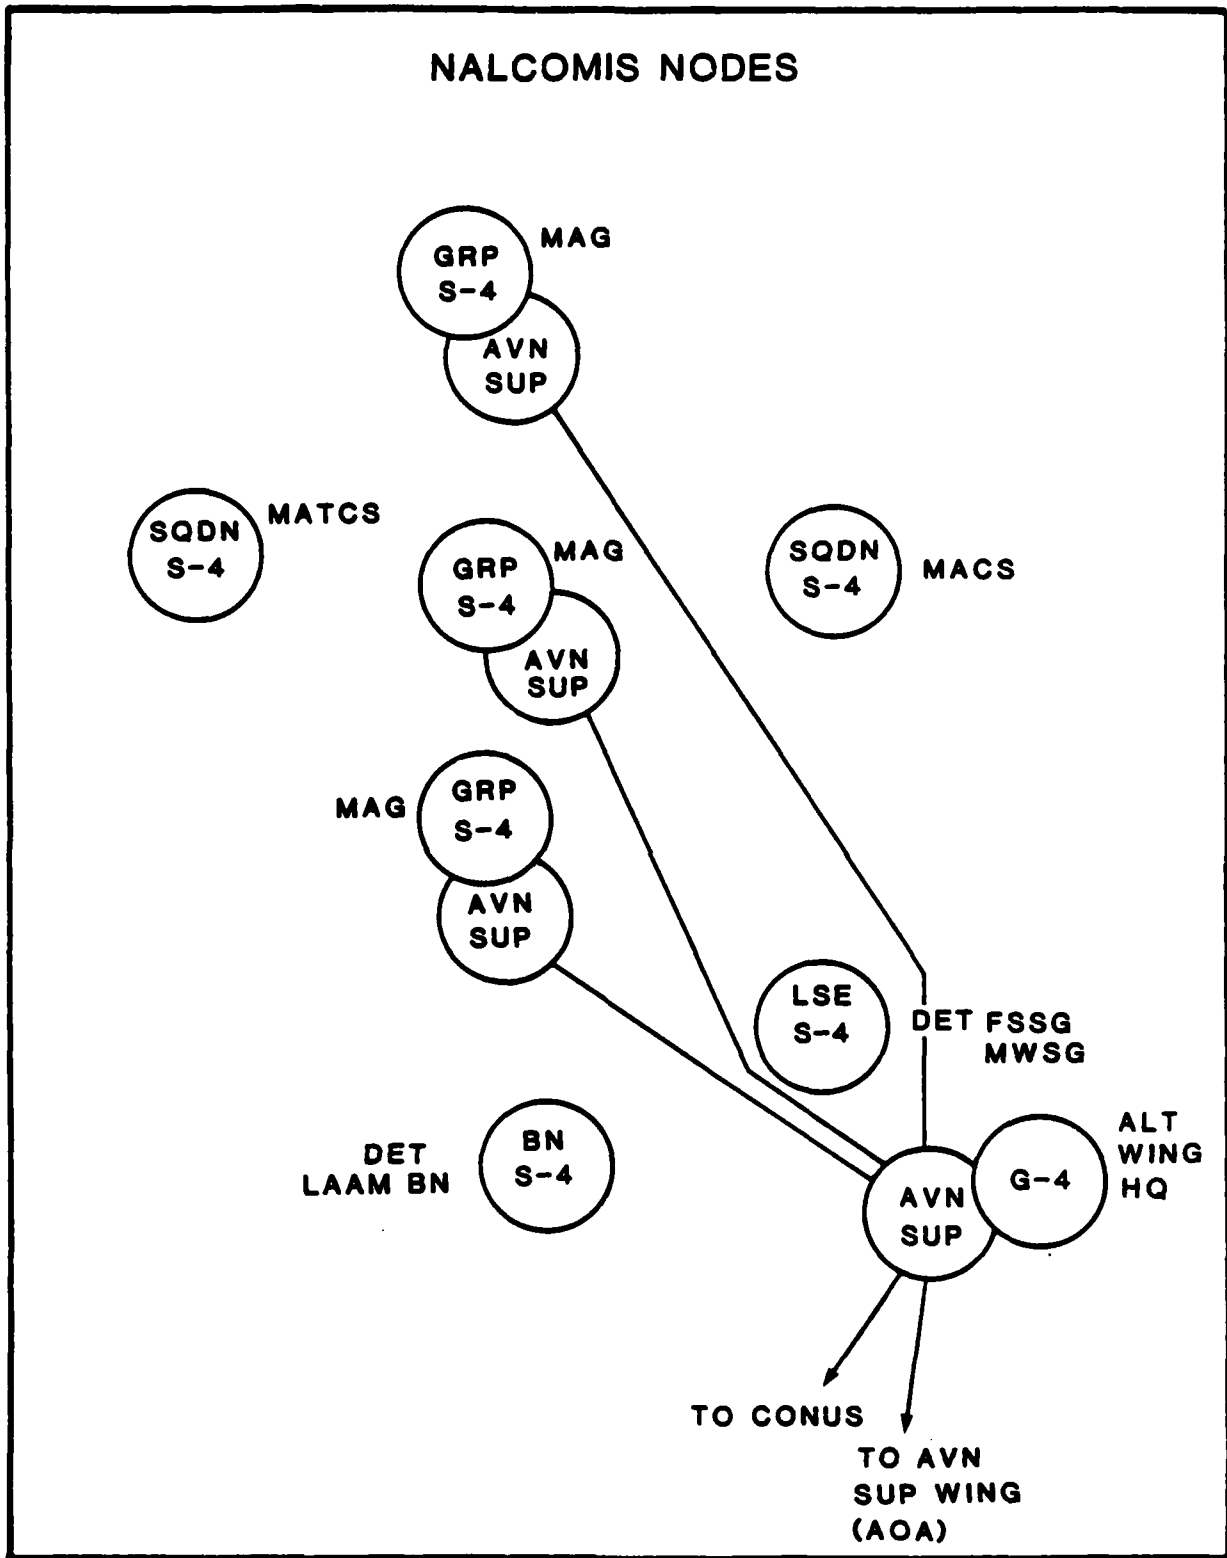 NALCOMIS NODES
GRP
S-4
MAG
AVN
SUP
SQDN
S-4
MATCS
GRP
S-4
MAG
AVN
SUP
SQDN
S-4
MACS
MAG
GRP
S-4
AVN
SUP
LSE
S-4
DET FSSG
MWSG
DET
LAAM BN
BN
S-4
AVN
SUP
G-4
ALT
WING
HQ
TO CONUS
TO AVN
SUP WING
(AOA)